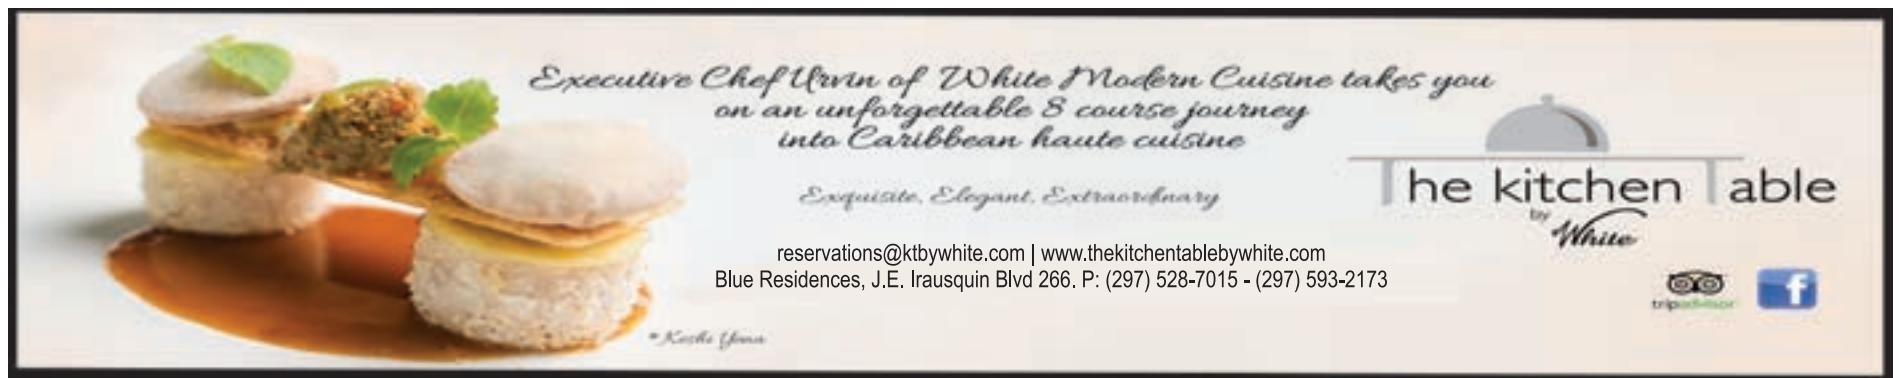 Executive Chef Urvin of White Modern Cuisine takes you
on an unforgettable 8 course journey
into Caribbean haute cuisine
Exquisite, Elegant, Extraordinary
reservations@ktbywhite.com | www.thekitchentablebywhite.com
Blue Residences, J.E. Irausquin Blvd 266. P: (297) 528-7015 - (297) 593-2173
* Keshi Yena
The kitchen Table
by
White
tripadvisor
f